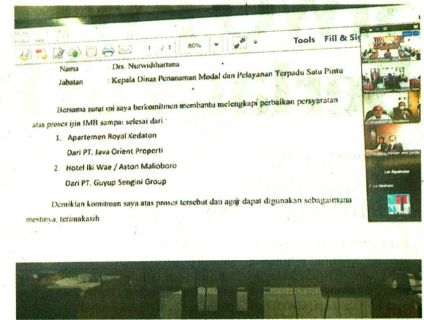 1 / 1 80% Tools Fill & Sig
Nama Drs Nurwidihartana
Jabatan : Kepala Dinas Penanaman Modal dan Pelayanan Terpadu Satu Pintu
Bersama surat ini saya berkomitmen membantu melengkapi perbaikan persyaratan
atas proses ijin IMB sampai selesai dari :
1. Apartemen Royal Kedaton
Dari PT. Java Orient Properti
2. Hotel Iki Wae / Aston Malioboro
Dari PT. Guyup Sengini Group
Demikian komitmen saya atas proses tersebut dan agar dapat digunakan sebagaimana
mestinya, terimakasih.